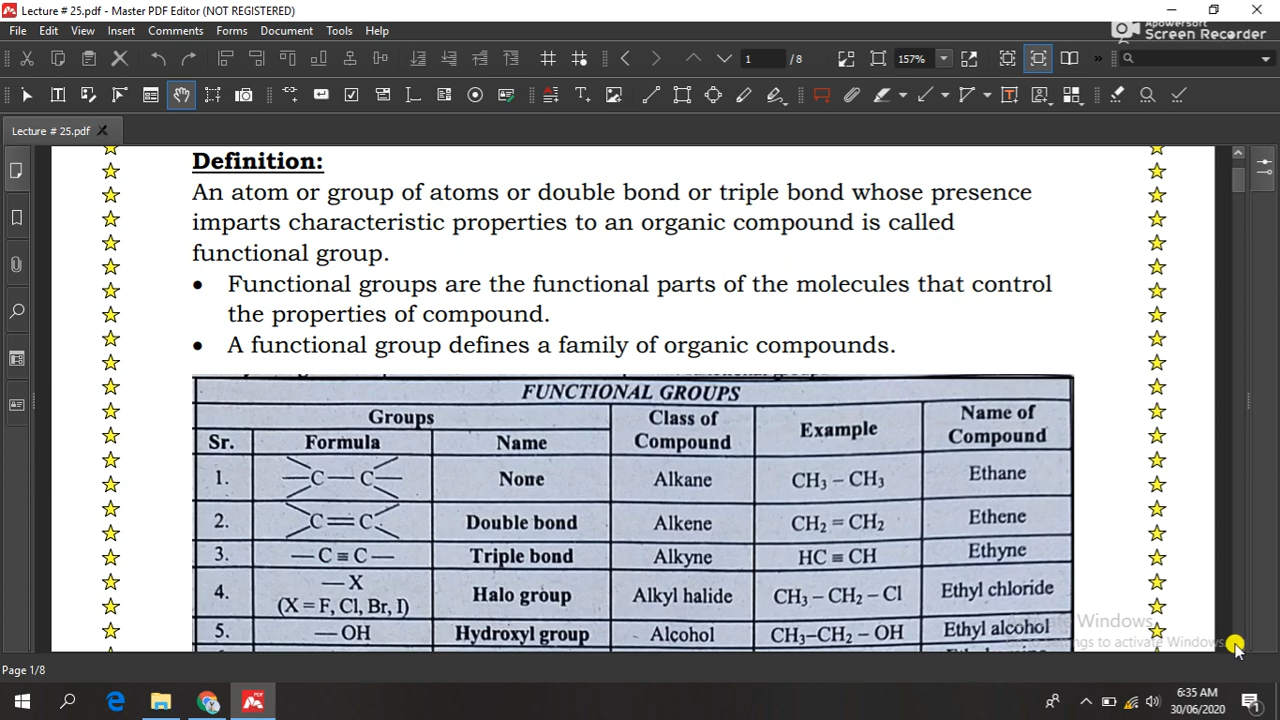 Lecture # 25.pdf - Master PDF Editor (NOT REGISTERED)
File Edit View Insert Comments Forms Document Tools Help
Apowersoft
Screen Recorder
1 / 8 157%
Lecture # 25.pdf
Definition:
An atom or group of atoms or double bond or triple bond whose presence
imparts characteristic properties to an organic compound is called
functional group.
• Functional groups are the functional parts of the molecules that control
the properties of compound.
• A functional group defines a family of organic compounds.
FUNCTIONAL GROUPS
Groups Class of Compound Example Name of Compound
Sr. Formula Name
1. C — C None Alkane CH₃ – CH₃ Ethane
2. C = C Double bond Alkene CH₂ = CH₂ Ethene
3. — C ≡ C — Triple bond Alkyne HC ≡ CH Ethyne
4. — X (X = F, Cl, Br, I) Halo group Alkyl halide CH₃ – CH₂ – Cl Ethyl chloride
5. — OH Hydroxyl group Alcohol CH₃–CH₂ – OH Ethyl alcohol
Windows
settings to activate Windows
Page 1/8
6:35 AM
30/06/2020
1